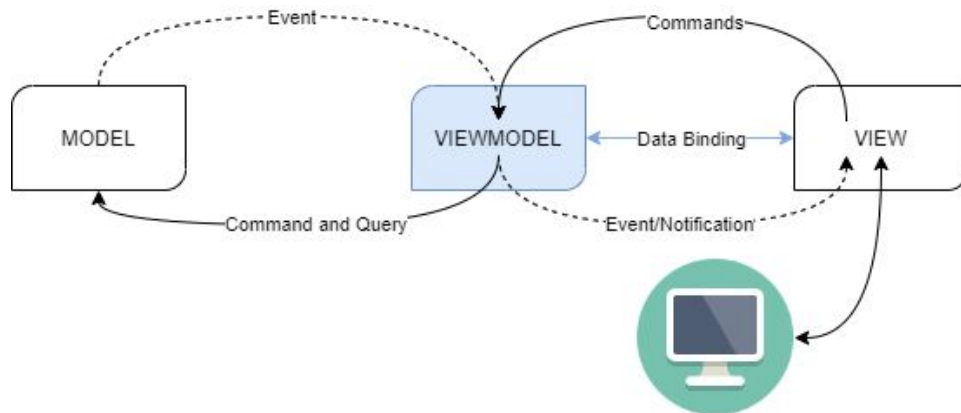 Event
Commands
MODEL
VIEWMODEL
Data Binding
VIEW
Command and Query
Event/Notification